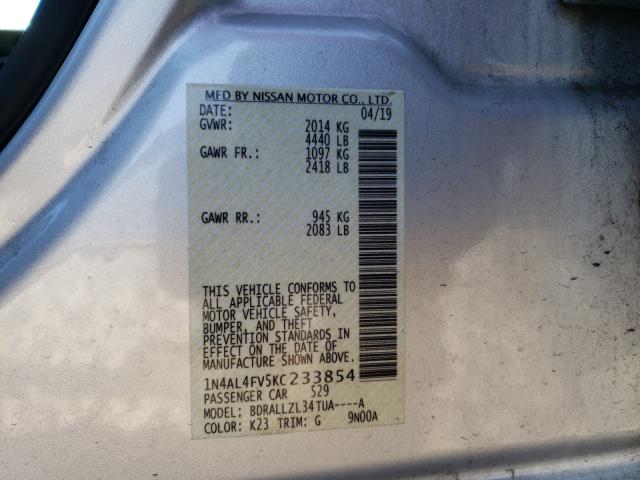 MFD BY NISSAN MOTOR CO., LTD.
DATE: 04/19
GVWR: 2014 KG
4440 LB
GAWR FR.: 1097 KG
2418 LB
GAWR RR.: 945 KG
2083 LB
THIS VEHICLE CONFORMS TO
ALL APPLICABLE FEDERAL
MOTOR VEHICLE SAFETY,
BUMPER, AND THEFT
PREVENTION STANDARDS IN
EFFECT ON THE DATE OF
MANUFACTURE SHOWN ABOVE.
1N4AL4FV5KC233854
PASSENGER CAR 529
MODEL: BDRALLZL34TUA----A
COLOR: K23 TRIM: G 9N00A